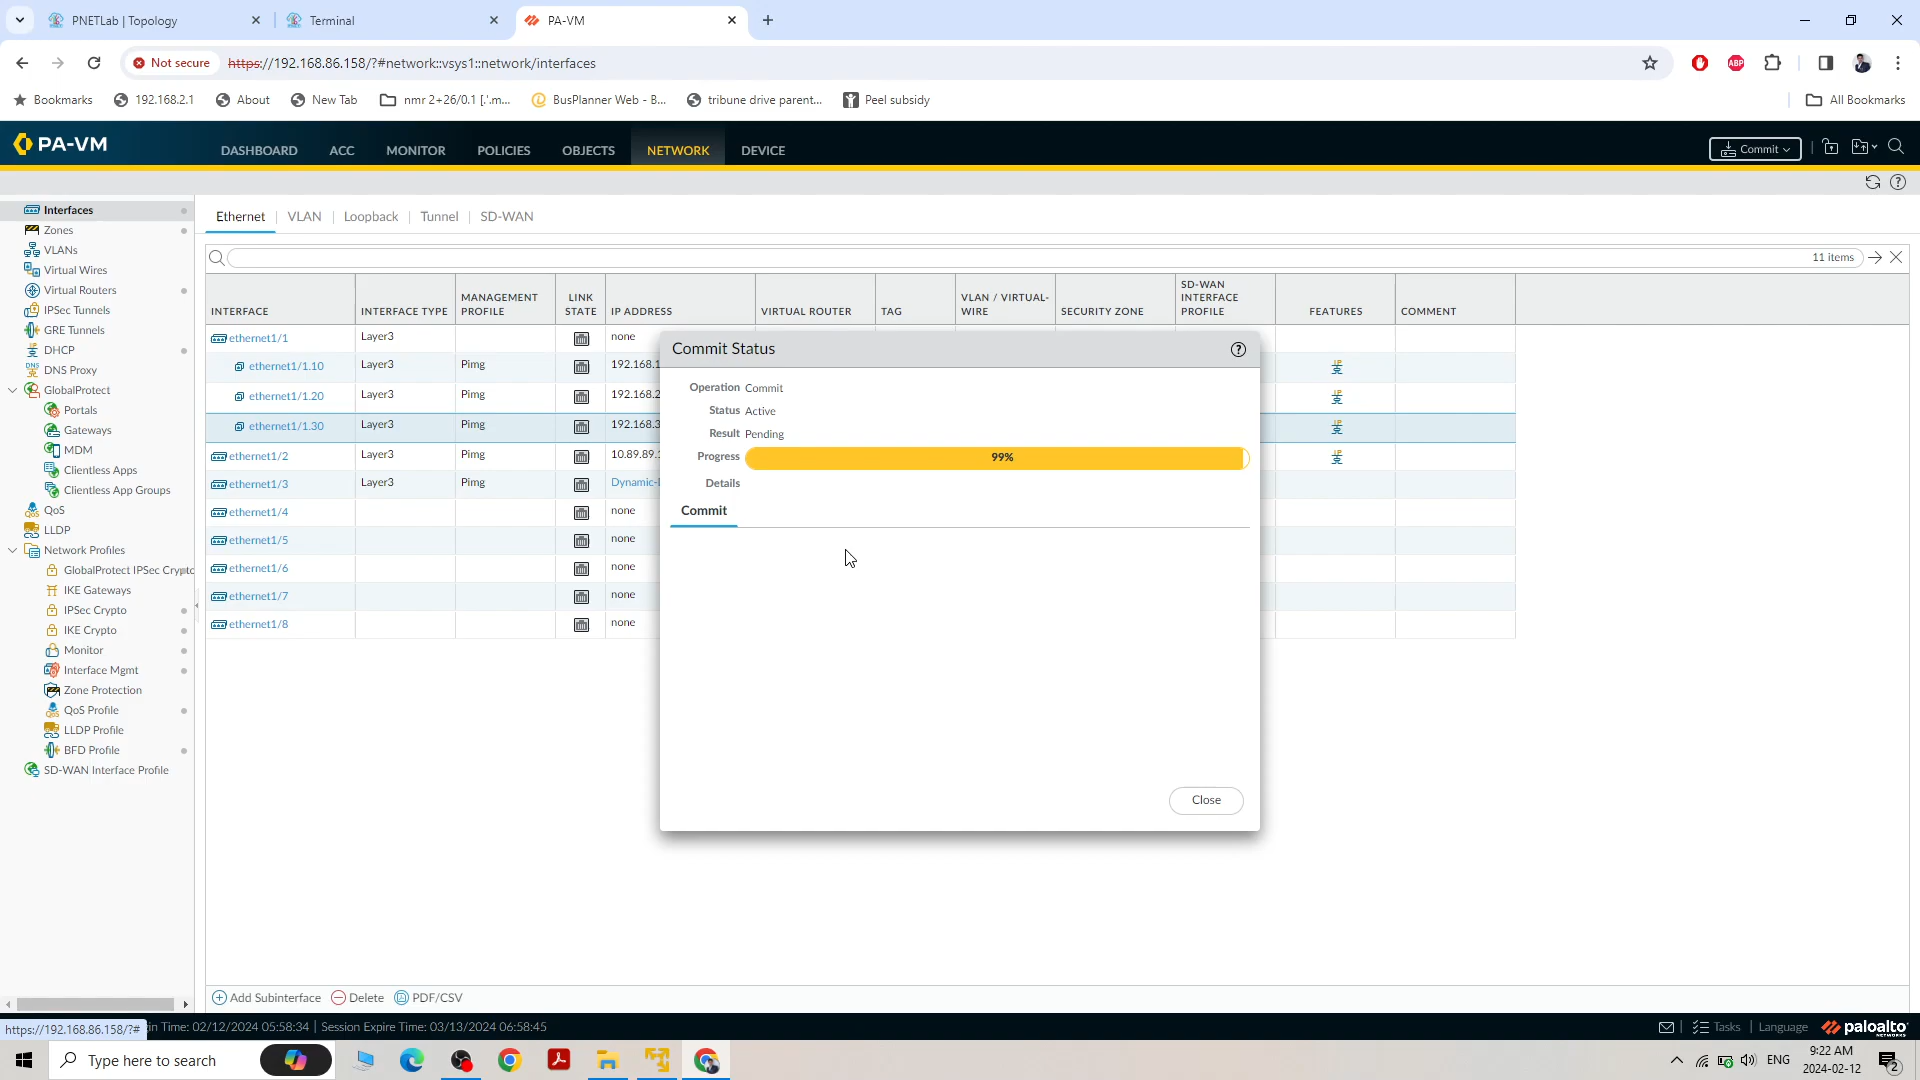 PNETLab | Topology
Terminal
PA-VM
Not secure
https://192.168.86.158/?#network::vsys1::network/interfaces
ABP
Bookmarks
192.168.2.1
About
New Tab
nmr 2+26/0.1 [.'.m...
BusPlanner Web - B...
tribune drive parent...
Peel subsidy
All Bookmarks
PA-VM
DASHBOARD
ACC
MONITOR
POLICIES
OBJECTS
NETWORK
DEVICE
Commit
Interfaces
Zones
VLANs
Virtual Wires
Virtual Routers
IPSec Tunnels
GRE Tunnels
DHCP
DNS Proxy
GlobalProtect
Portals
Gateways
MDM
Clientless Apps
Clientless App Groups
QoS
LLDP
Network Profiles
GlobalProtect IPSec Crypto
IKE Gateways
IPSec Crypto
IKE Crypto
Monitor
Interface Mgmt
Zone Protection
QoS Profile
LLDP Profile
BFD Profile
SD-WAN Interface Profile
Ethernet | VLAN | Loopback | Tunnel | SD-WAN
11 items
INTERFACE
INTERFACE TYPE
MANAGEMENT PROFILE
LINK STATE
IP ADDRESS
VIRTUAL ROUTER
TAG
VLAN / VIRTUAL-WIRE
SECURITY ZONE
SD-WAN INTERFACE PROFILE
FEATURES
COMMENT
ethernet1/1 Layer3 none
ethernet1/1.10 Layer3 Pimg 192.168.1
ethernet1/1.20 Layer3 Pimg 192.168.2
ethernet1/1.30 Layer3 Pimg 192.168.3
ethernet1/2 Layer3 Pimg 10.89.89.
ethernet1/3 Layer3 Pimg Dynamic-
ethernet1/4 none
ethernet1/5 none
ethernet1/6 none
ethernet1/7 none
ethernet1/8 none
Commit Status
Operation Commit
Status Active
Result Pending
Progress 99%
Details
Commit
Close
Add Subinterface Delete PDF/CSV
https://192.168.86.158/?#
in Time: 02/12/2024 05:58:34 | Session Expire Time: 03/13/2024 06:58:45
Tasks | Language
paloalto
NETWORKS
Type here to search
ENG
9:22 AM
2024-02-12
2